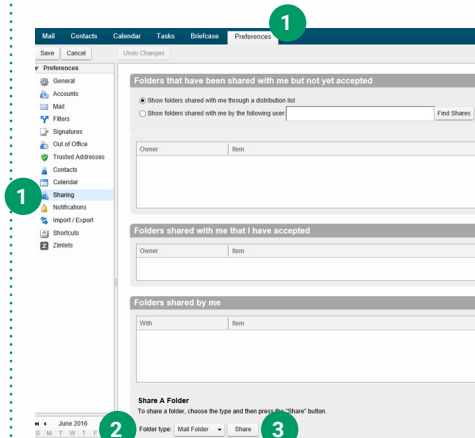 1
Mail Contacts Calendar Tasks Briefcase Preferences
Save Cancel Undo Changes
Preferences
General
Accounts
Mail
Filters
Signatures
Out of Office
Trusted Addresses
Contacts
Calendar
1 Sharing
Notifications
Import / Export
Shortcuts
Zimlets
Folders that have been shared with me but not yet accepted
Show folders shared with me through a distribution list
Show folders shared with me by the following user: Find Shares
Owner Item
Folders shared with me that I have accepted
Owner Item
Folders shared by me
With Item
Share A Folder
To share a folder, choose the type and then press the "Share" button.
2 Folder type: Mail Folder Share 3
June 2016
S M T W T F